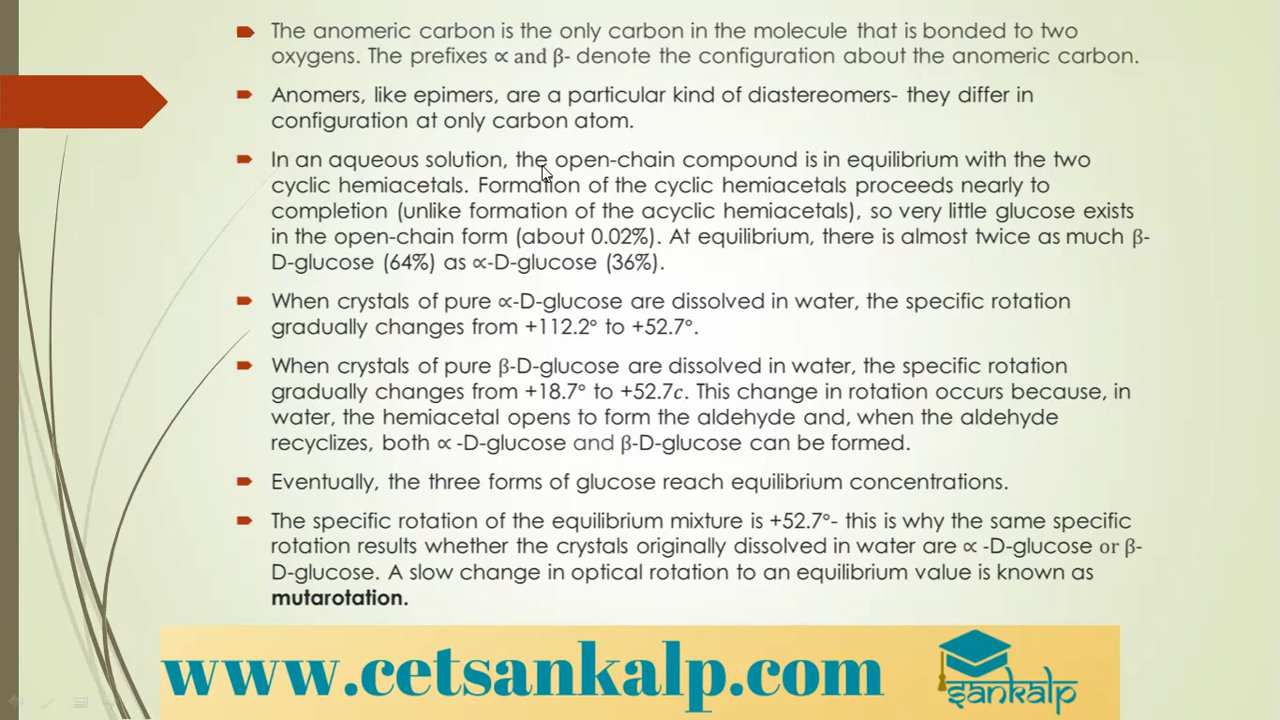 The anomeric carbon is the only carbon in the molecule that is bonded to two
oxygens. The prefixes ∝ and β- denote the configuration about the anomeric carbon.
Anomers, like epimers, are a particular kind of diastereomers- they differ in
configuration at only carbon atom.
In an aqueous solution, the open-chain compound is in equilibrium with the two
cyclic hemiacetals. Formation of the cyclic hemiacetals proceeds nearly to
completion (unlike formation of the acyclic hemiacetals), so very little glucose exists
in the open-chain form (about 0.02%). At equilibrium, there is almost twice as much β-
D-glucose (64%) as ∝-D-glucose (36%).
When crystals of pure ∝-D-glucose are dissolved in water, the specific rotation
gradually changes from +112.2° to +52.7°.
When crystals of pure β-D-glucose are dissolved in water, the specific rotation
gradually changes from +18.7° to +52.7c. This change in rotation occurs because, in
water, the hemiacetal opens to form the aldehyde and, when the aldehyde
recyclizes, both ∝ -D-glucose and β-D-glucose can be formed.
Eventually, the three forms of glucose reach equilibrium concentrations.
The specific rotation of the equilibrium mixture is +52.7°- this is why the same specific
rotation results whether the crystals originally dissolved in water are ∝ -D-glucose or β-
D-glucose. A slow change in optical rotation to an equilibrium value is known as
mutarotation.
www.cetsankalp.com
sankalp